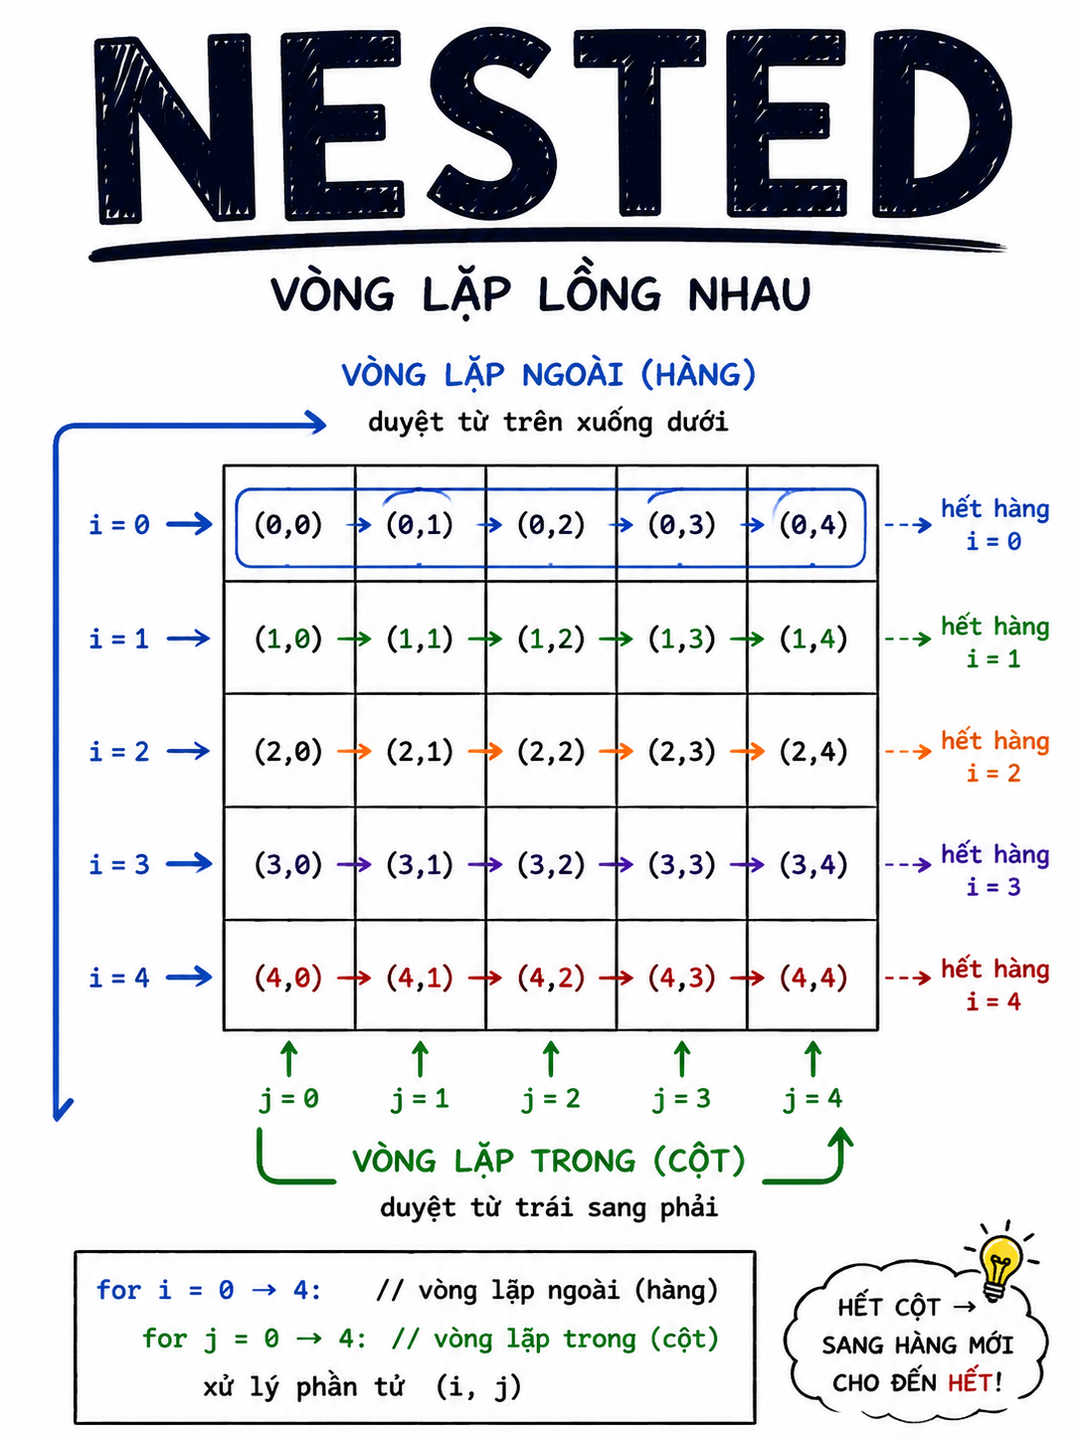 NESTED
VÒNG LẶP LỒNG NHAU
VÒNG LẶP NGOÀI (HÀNG)
duyệt từ trên xuống dưới
i = 0 → (0,0) → (0,1) → (0,2) → (0,3) → (0,4) --→ hết hàng
i = 0
i = 1 → (1,0) → (1,1) → (1,2) → (1,3) → (1,4) --→ hết hàng
i = 1
i = 2 → (2,0) → (2,1) → (2,2) → (2,3) → (2,4) --→ hết hàng
i = 2
i = 3 → (3,0) → (3,1) → (3,2) → (3,3) → (3,4) --→ hết hàng
i = 3
i = 4 → (4,0) → (4,1) → (4,2) → (4,3) → (4,4) --→ hết hàng
i = 4
j = 0 j = 1 j = 2 j = 3 j = 4
VÒNG LẶP TRONG (CỘT)
duyệt từ trái sang phải
for i = 0 → 4: // vòng lặp ngoài (hàng)
for j = 0 → 4: // vòng lặp trong (cột)
xử lý phần tử (i, j)
HẾT CỘT →
SANG HÀNG MỚI
CHO ĐẾN HẾT!